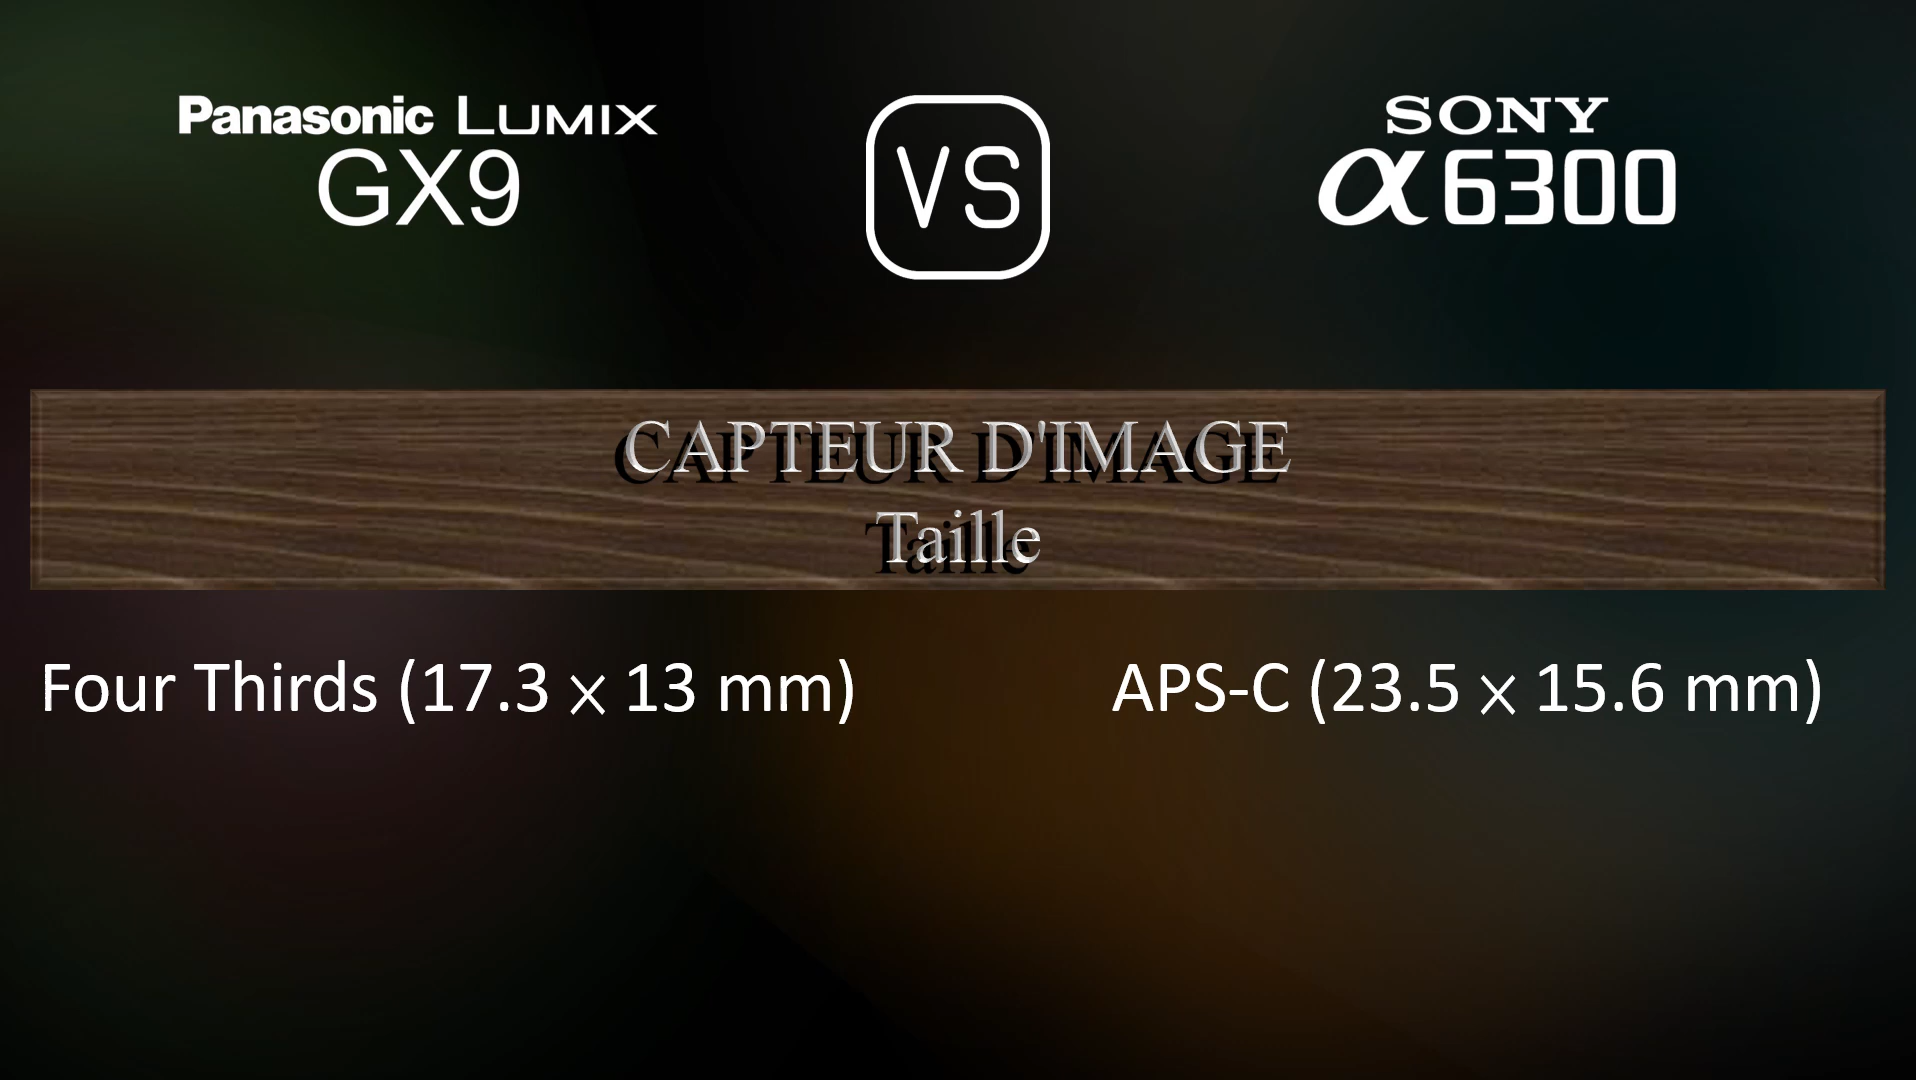 Panasonic LUMIX
GX9
VS
SONY
α6300
CAPTEUR D'IMAGE
Taille
Four Thirds (17.3 x 13 mm)
APS-C (23.5 x 15.6 mm)